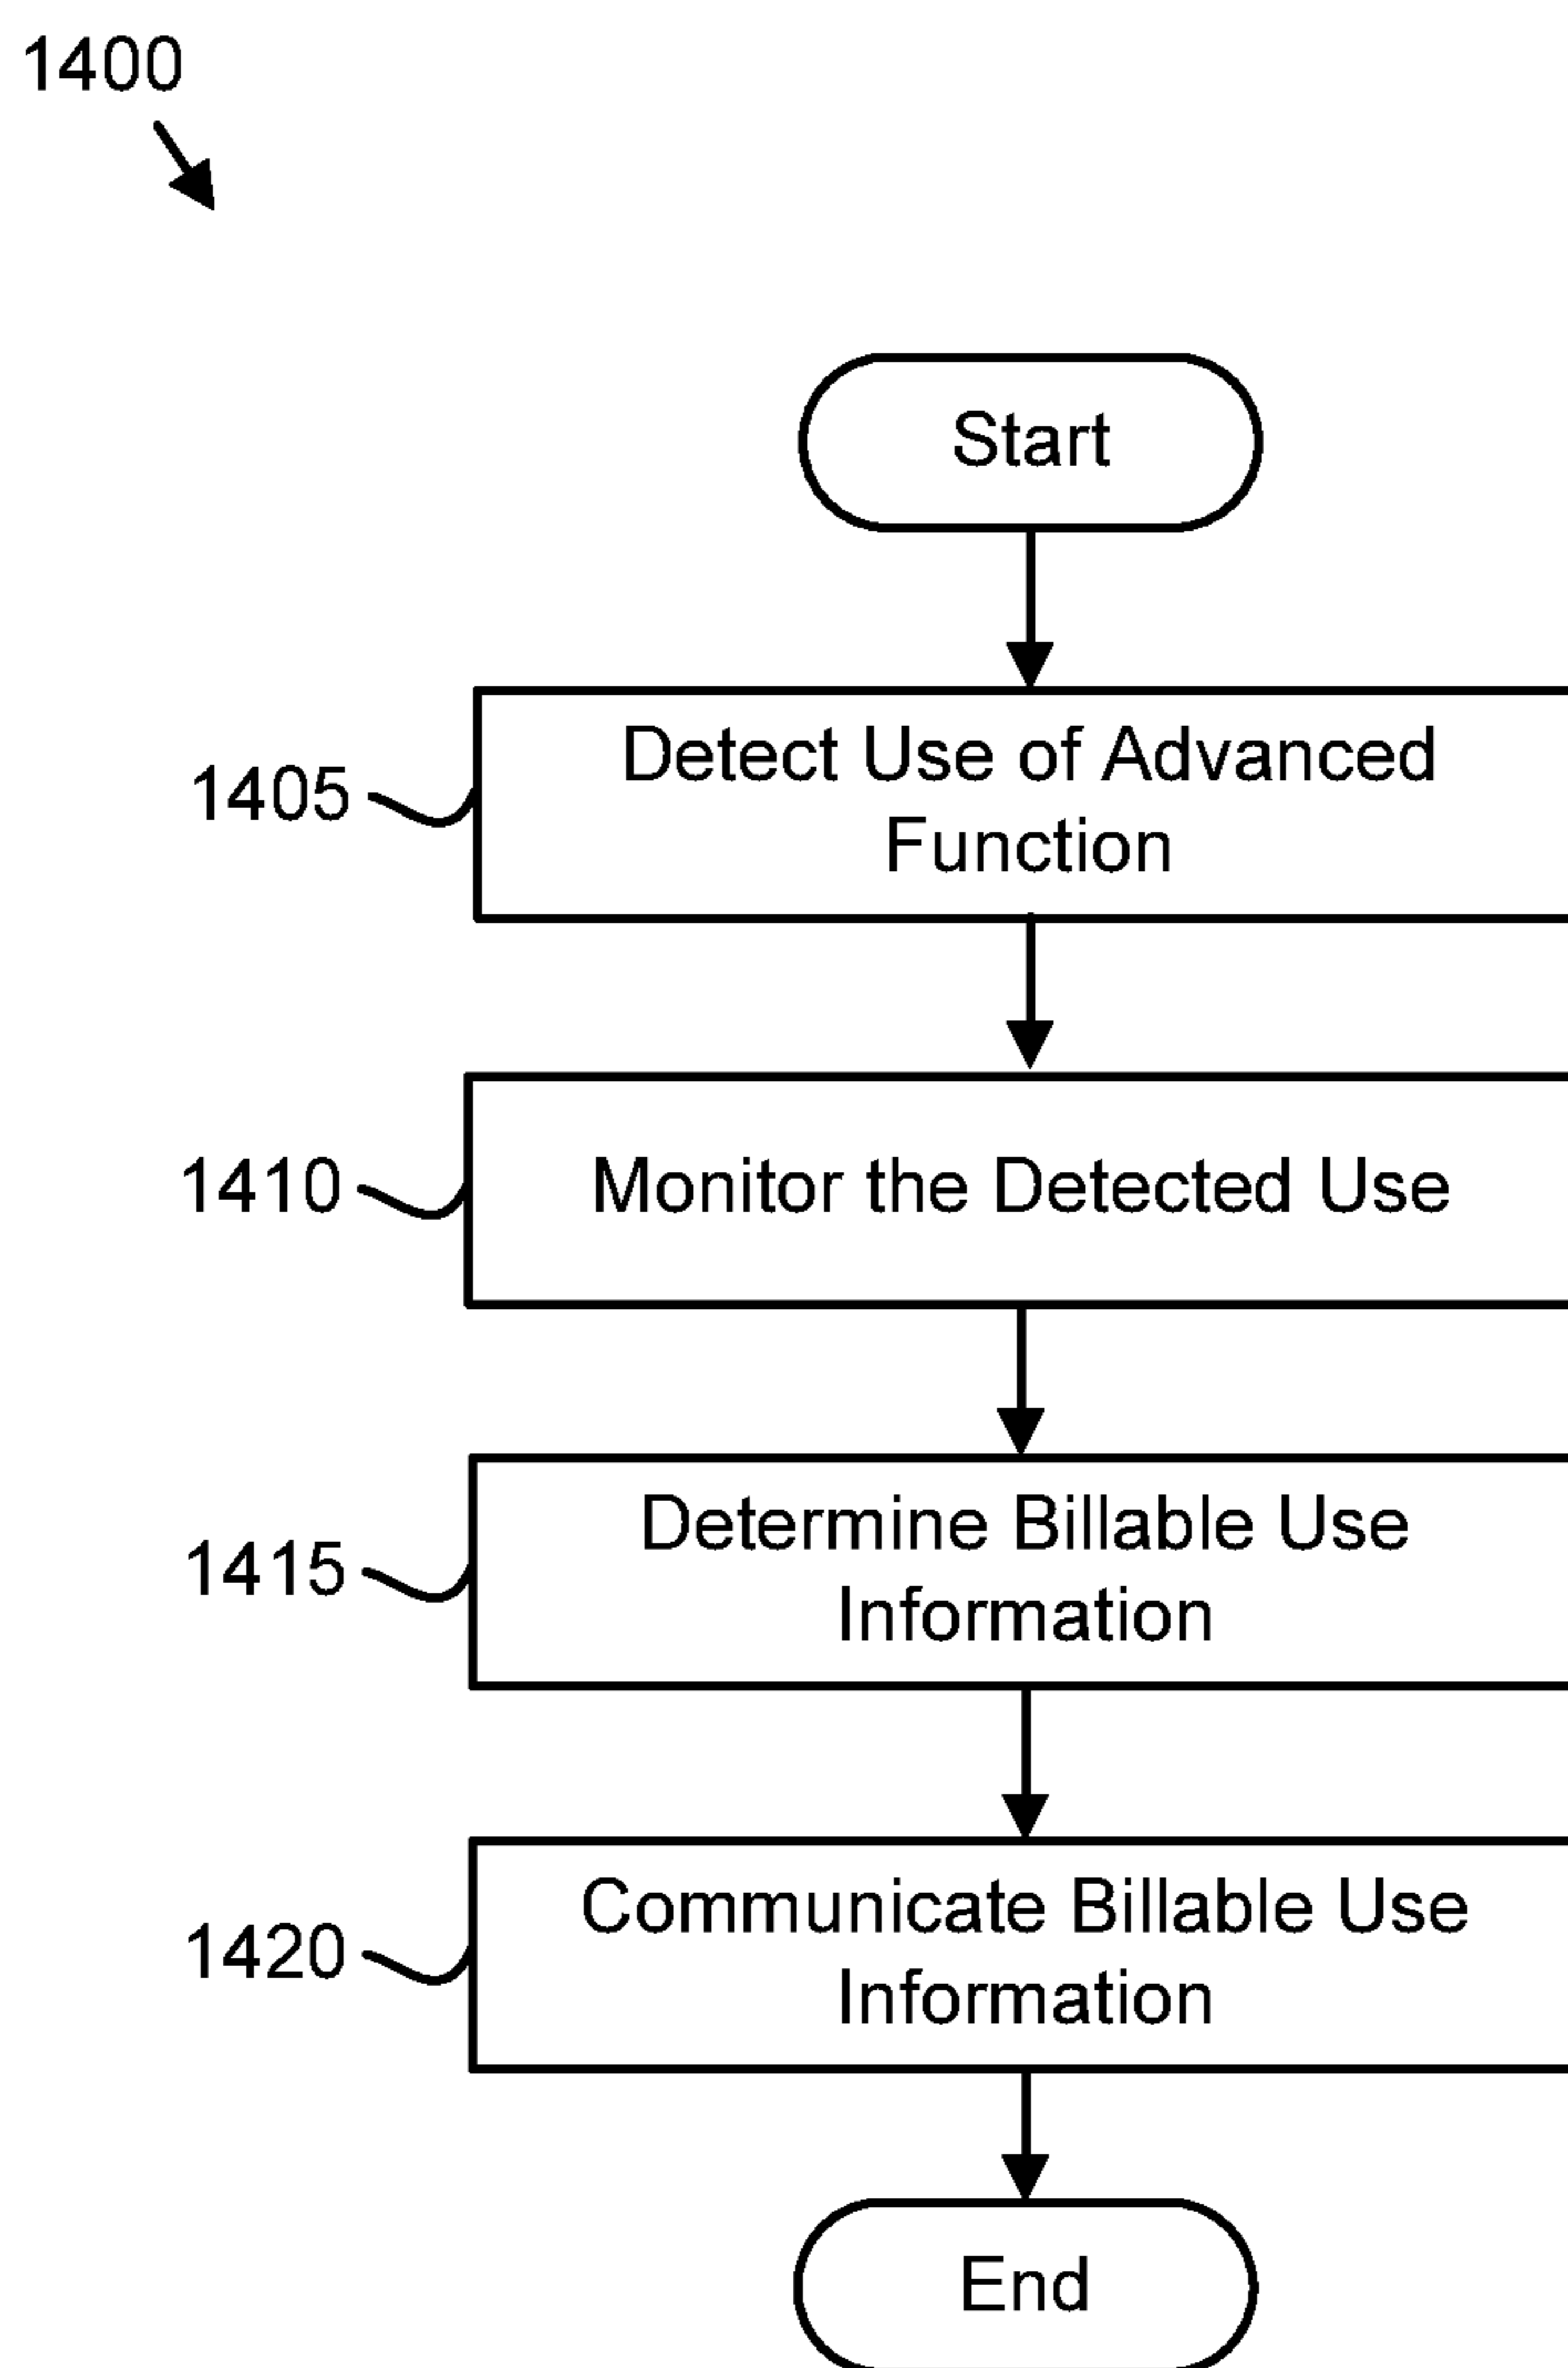 1400
Start
1405
Detect Use of Advanced
Function
1410
Monitor the Detected Use
1415
Determine Billable Use
Information
1420
Communicate Billable Use
Information
End